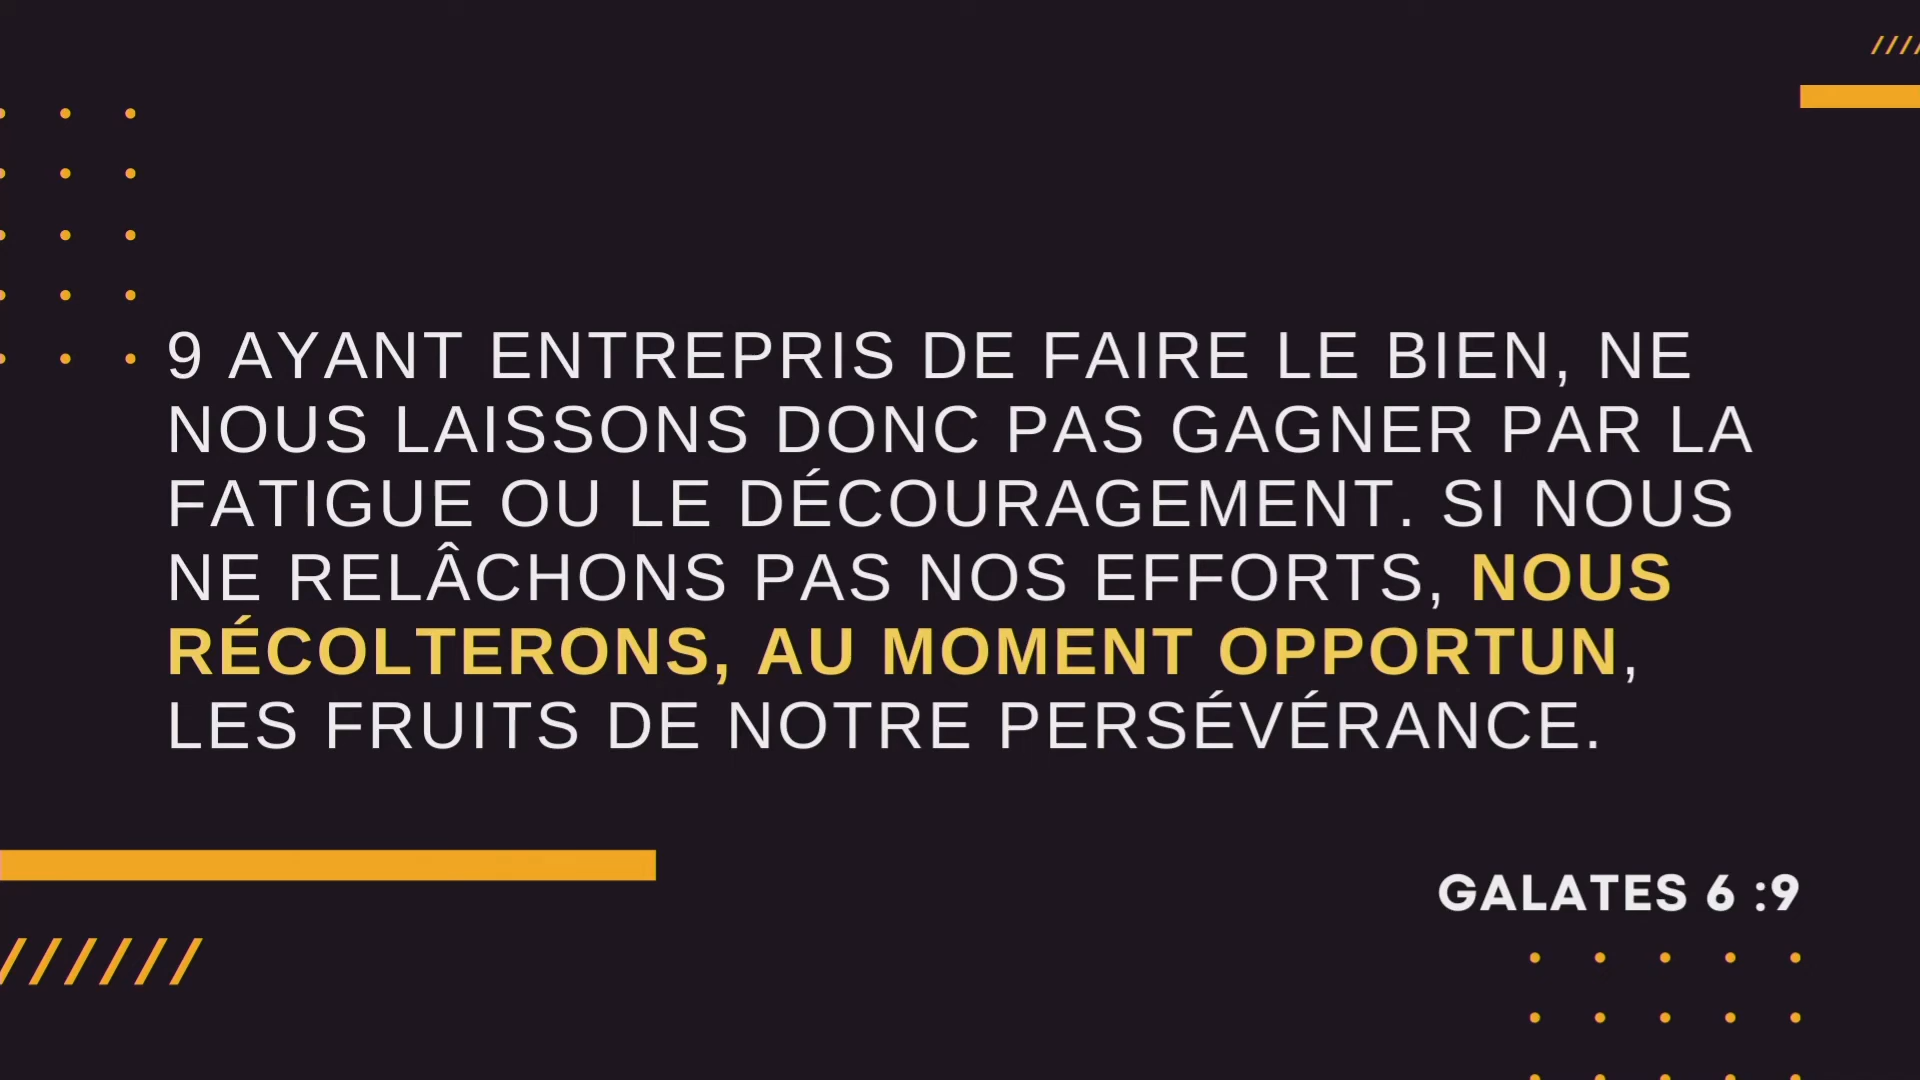 9 AYANT ENTREPRIS DE FAIRE LE BIEN, NE
NOUS LAISSONS DONC PAS GAGNER PAR LA
FATIGUE OU LE DÉCOURAGEMENT. SI NOUS
NE RELÂCHONS PAS NOS EFFORTS, NOUS
RÉCOLTERONS, AU MOMENT OPPORTUN,
LES FRUITS DE NOTRE PERSÉVÉRANCE.
GALATES 6 :9